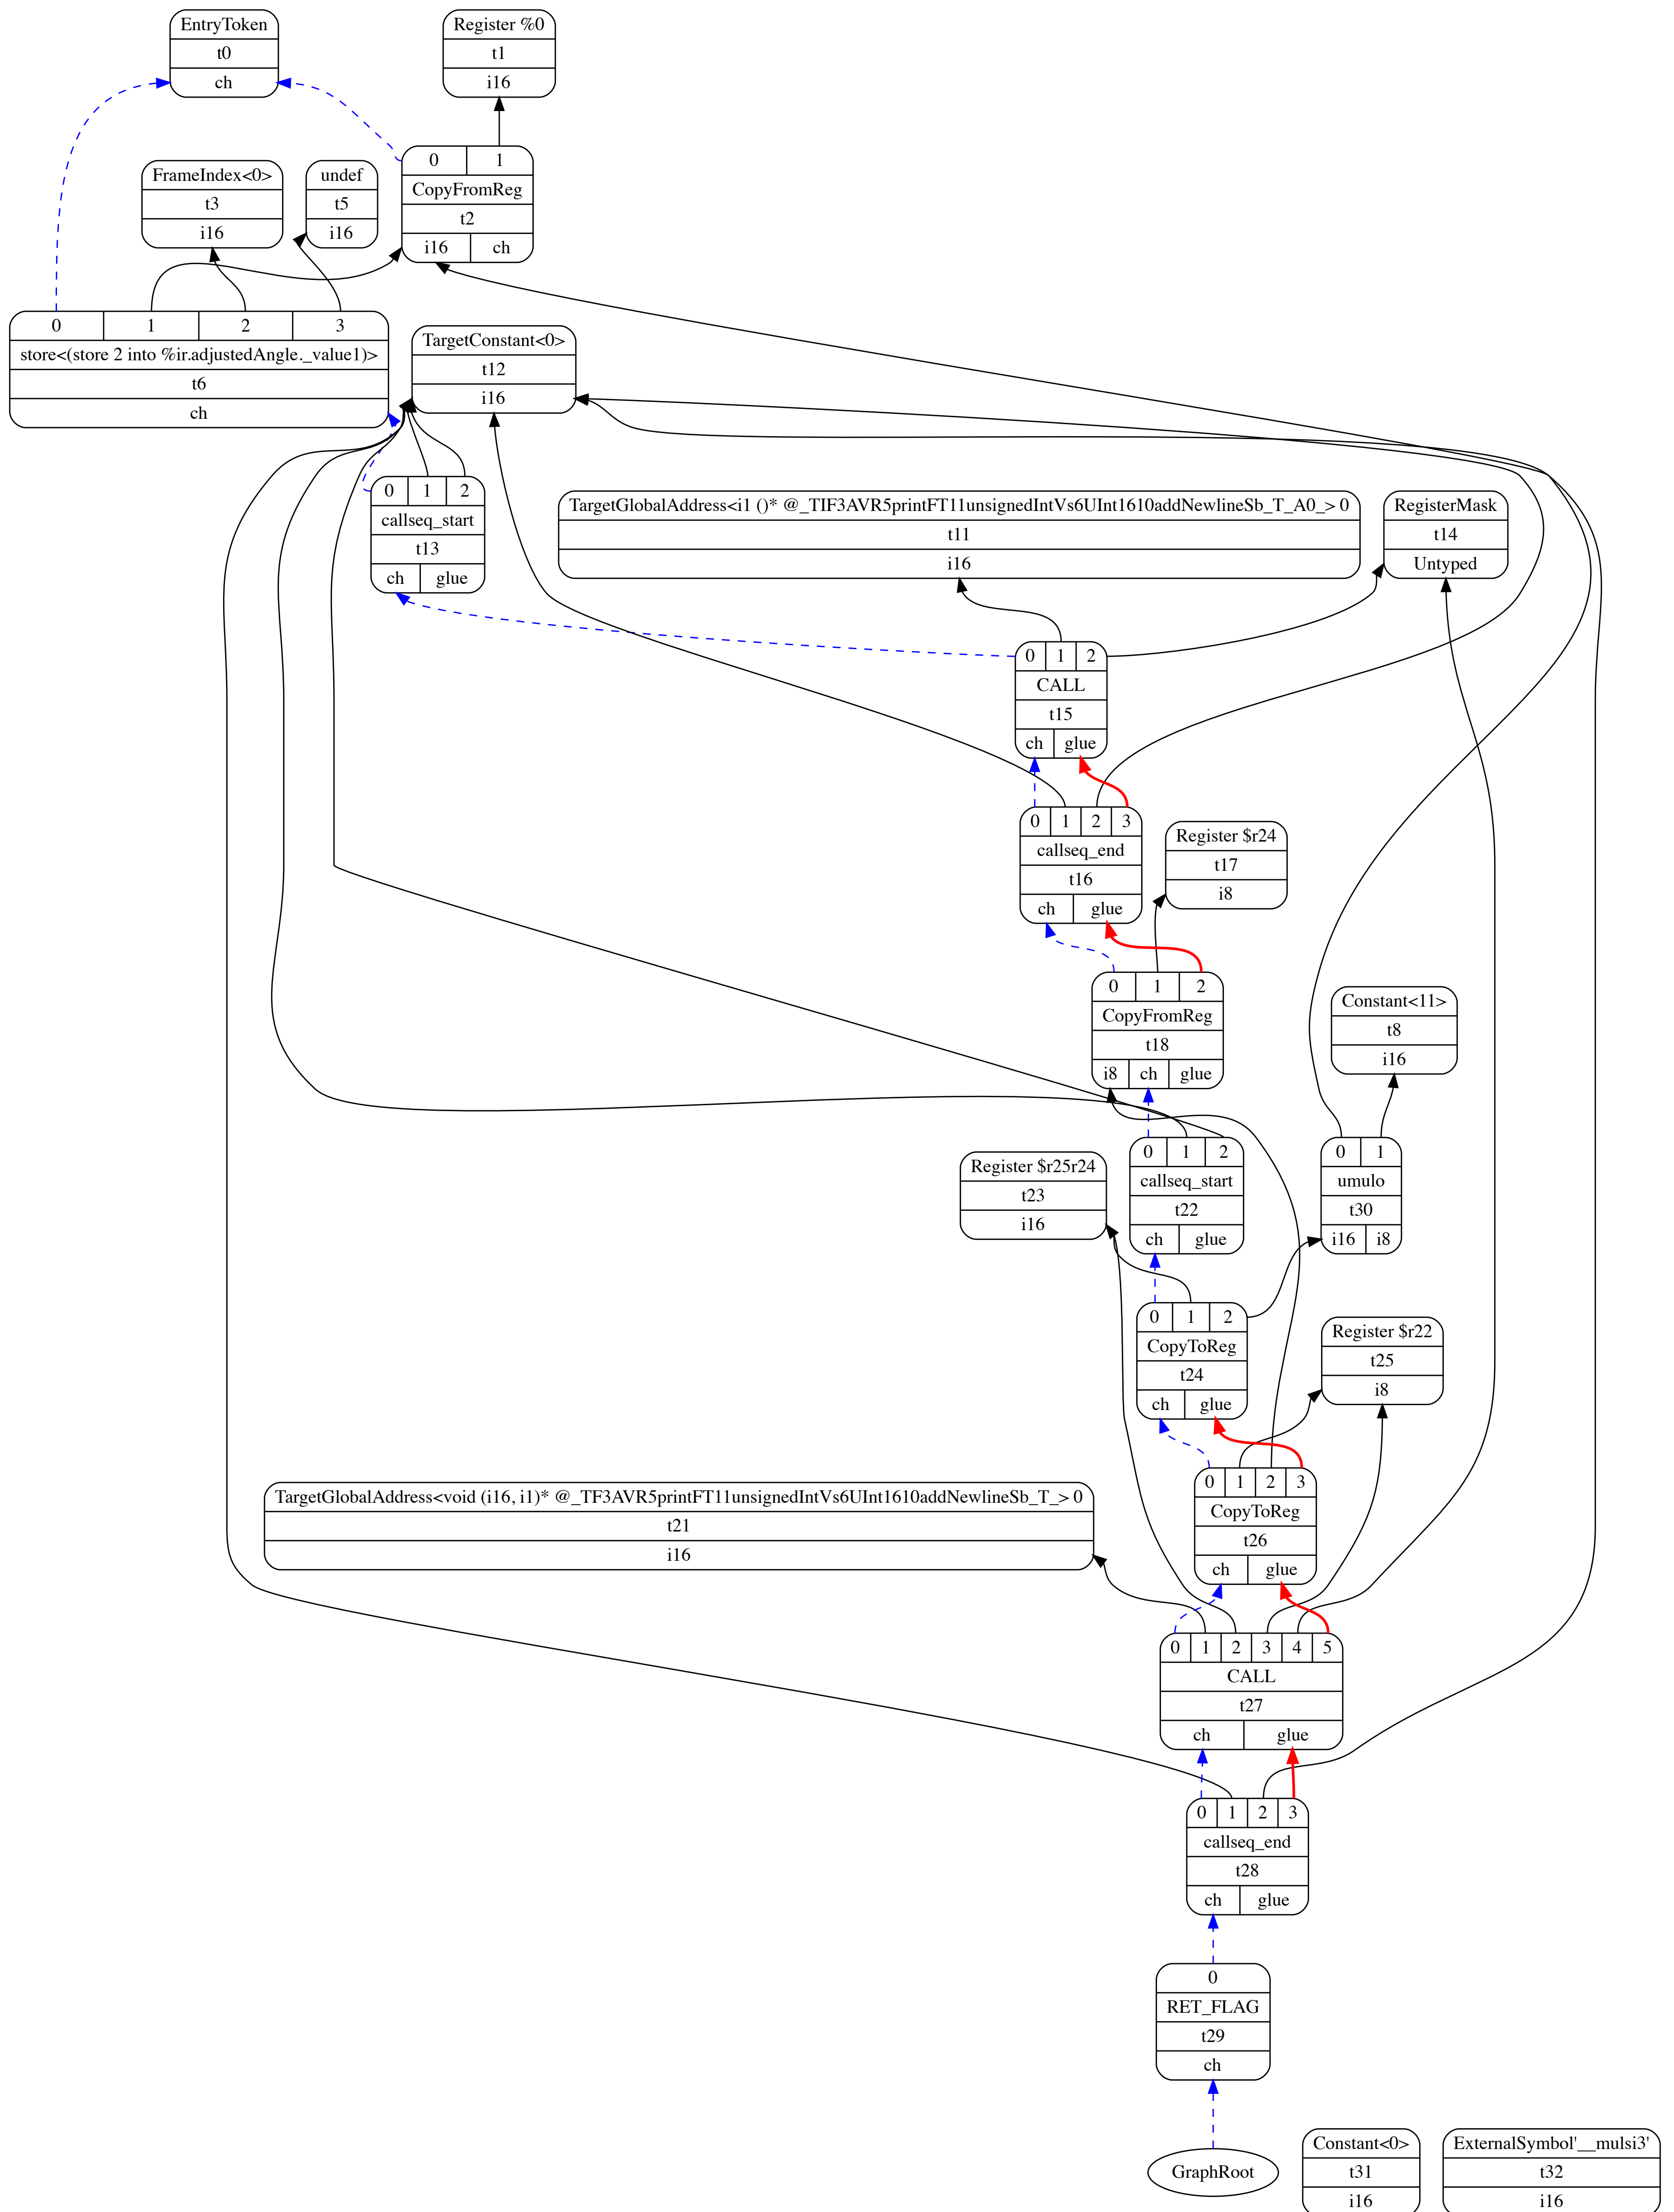 EntryToken
t0
ch
Register %0
t1
i16
0 1
CopyFromReg
t2
i16 ch
FrameIndex<0>
t3
i16
undef
t5
i16
0 1 2 3
store<(store 2 into %ir.adjustedAngle._value1)>
t6
ch
TargetConstant<0>
t12
i16
0 1 2
callseq_start
t13
ch glue
TargetGlobalAddress<i1 ()* @_TIF3AVR5printFT11unsignedIntVs6UInt1610addNewlineSb_T_A0_> 0
t11
i16
RegisterMask
t14
Untyped
0 1 2
CALL
t15
ch glue
0 1 2 3
callseq_end
t16
ch glue
Register $r24
t17
i8
0 1 2
CopyFromReg
t18
i8 ch glue
Constant<11>
t8
i16
0 1 2
callseq_start
t22
ch glue
Register $r25r24
t23
i16
0 1
umulo
t30
i16 i8
0 1 2
CopyToReg
t24
ch glue
Register $r22
t25
i8
0 1 2 3
CopyToReg
t26
ch glue
TargetGlobalAddress<void (i16, i1)* @_TF3AVR5printFT11unsignedIntVs6UInt1610addNewlineSb_T_> 0
t21
i16
0 1 2 3 4 5
CALL
t27
ch glue
0 1 2 3
callseq_end
t28
ch glue
0
RET_FLAG
t29
ch
GraphRoot
Constant<0>
t31
i16
ExternalSymbol'__mulsi3'
t32
i16